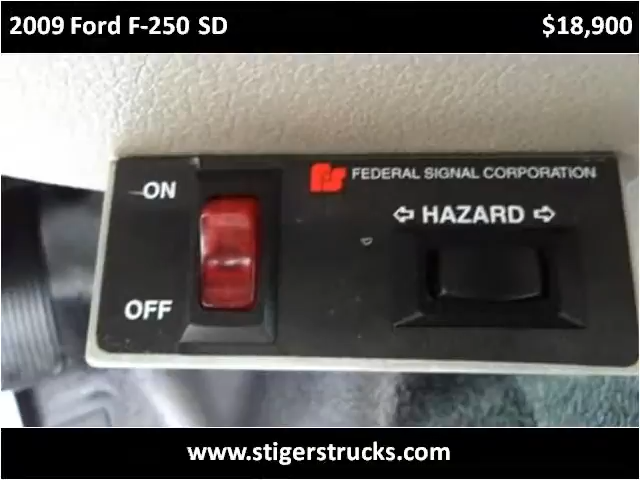 2009 Ford F-250 SD $18,900
ON
FEDERAL SIGNAL CORPORATION
HAZARD
OFF
www.stigerstrucks.com